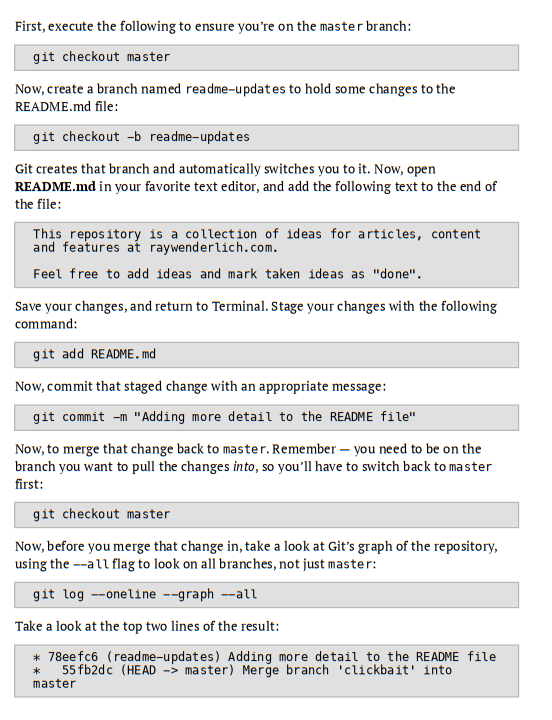 First, execute the following to ensure you’re on the master branch:
git checkout master
Now, create a branch named readme-updates to hold some changes to the
README.md file:
git checkout -b readme-updates
Git creates that branch and automatically switches you to it. Now, open
README.md in your favorite text editor, and add the following text to the end of
the file:
This repository is a collection of ideas for articles, content
and features at raywenderlich.com.
Feel free to add ideas and mark taken ideas as "done".
Save your changes, and return to Terminal. Stage your changes with the following
command:
git add README.md
Now, commit that staged change with an appropriate message:
git commit -m "Adding more detail to the README file"
Now, to merge that change back to master. Remember — you need to be on the
branch you want to pull the changes into, so you’ll have to switch back to master
first:
git checkout master
Now, before you merge that change in, take a look at Git’s graph of the repository,
using the --all flag to look on all branches, not just master:
git log --oneline --graph --all
Take a look at the top two lines of the result:
* 78eefc6 (readme-updates) Adding more detail to the README file
*   55fb2dc (HEAD -> master) Merge branch 'clickbait' into
master